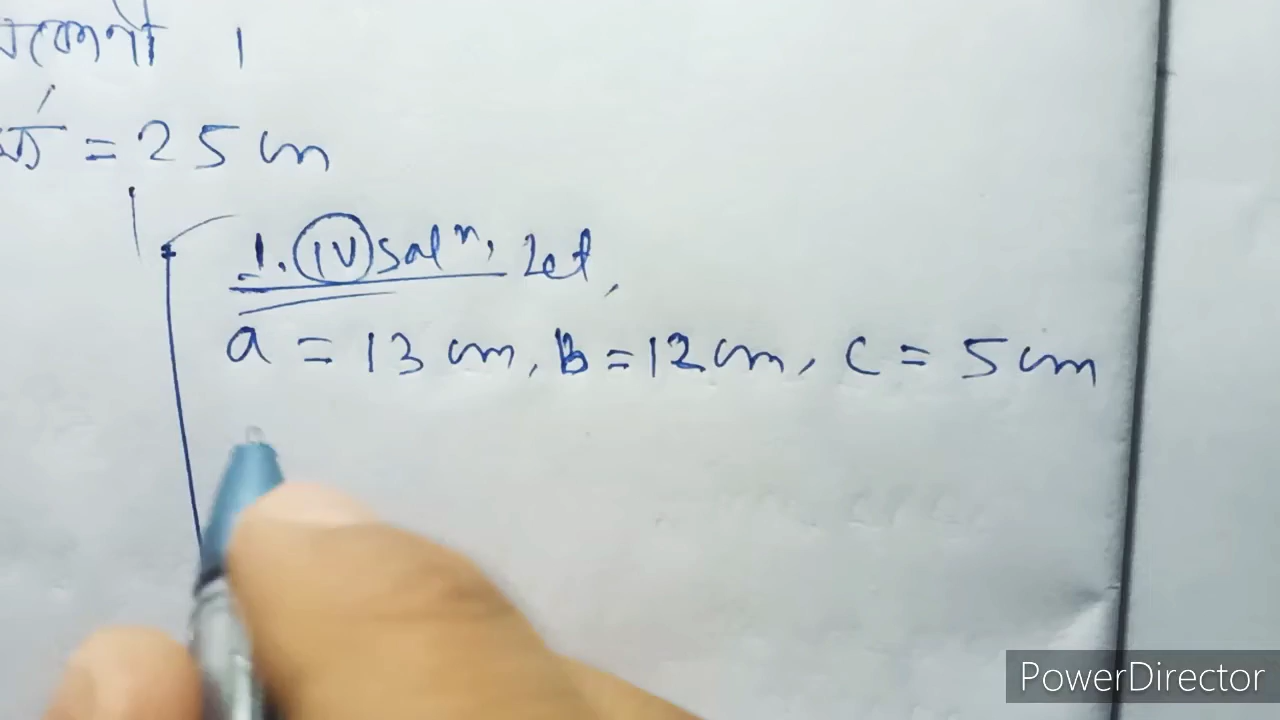 ।
= 25 cm
1. (iv) solⁿ, Let,
a = 13 cm, b = 12 cm, c = 5 cm
PowerDirector